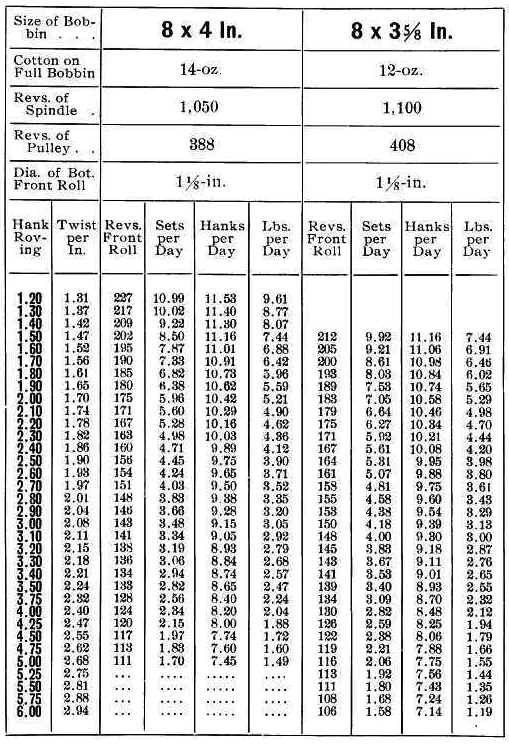 Size of Bob-
bin . . . 8 x 4 In. 8 x 3⅝ In.
Cotton on
Full Bobbin 14-oz. 12-oz.
Revs. of
Spindle . 1,050 1,100
Revs. of
Pulley . . 388 408
Dia. of Bot.
Front Roll 1⅛-in. 1⅛-in.
Hank Twist Revs. Sets Hanks Lbs. Revs. Sets Hanks Lbs.
Rov- per Front per per per Front per per per
ing In. Roll Day Day Day Roll Day Day Day
1.20 1.31 227 10.99 11.53 9.61
1.30 1.37 217 10.02 11.40 8.77
1.40 1.42 209 9.22 11.30 8.07
1.50 1.47 202 8.50 11.16 7.44 212 9.92 11.16 7.44
1.60 1.52 195 7.87 11.01 6.88 205 9.21 11.06 6.91
1.70 1.56 190 7.33 10.91 6.42 200 8.61 10.98 6.46
1.80 1.61 185 6.82 10.73 5.96 193 8.03 10.84 6.02
1.90 1.65 180 6.38 10.62 5.59 189 7.53 10.74 5.65
2.00 1.70 175 5.96 10.42 5.21 183 7.05 10.58 5.29
2.10 1.74 171 5.60 10.29 4.90 179 6.64 10.46 4.98
2.20 1.78 167 5.28 10.16 4.62 175 6.27 10.34 4.70
2.30 1.82 163 4.98 10.03 4.36 171 5.92 10.21 4.44
2.40 1.86 160 4.71 9.89 4.12 167 5.61 10.08 4.20
2.50 1.90 156 4.45 9.75 3.90 164 5.31 9.95 3.98
2.60 1.93 154 4.24 9.65 3.71 161 5.07 9.88 3.80
2.70 1.97 151 4.03 9.50 3.52 158 4.81 9.75 3.61
2.80 2.01 148 3.83 9.38 3.35 155 4.58 9.60 3.43
2.90 2.04 146 3.66 9.28 3.20 153 4.38 9.54 3.29
3.00 2.08 143 3.48 9.15 3.05 150 4.18 9.39 3.13
3.10 2.11 141 3.34 9.05 2.92 148 4.00 9.30 3.00
3.20 2.15 138 3.19 8.93 2.79 145 3.83 9.18 2.87
3.30 2.18 136 3.06 8.84 2.68 143 3.67 9.11 2.76
3.40 2.21 134 2.94 8.74 2.57 141 3.53 9.01 2.65
3.50 2.24 133 2.82 8.65 2.47 139 3.40 8.93 2.55
3.75 2.32 128 2.56 8.40 2.24 134 3.09 8.70 2.32
4.00 2.40 124 2.34 8.20 2.04 130 2.82 8.48 2.12
4.25 2.47 120 2.15 8.00 1.88 126 2.59 8.25 1.94
4.50 2.55 117 1.97 7.74 1.72 122 2.38 8.06 1.79
4.75 2.62 113 1.83 7.60 1.60 119 2.21 7.88 1.66
5.00 2.68 111 1.70 7.45 1.49 116 2.06 7.75 1.55
5.25 2.75 ... .... ..... .... 113 1.92 7.56 1.44
5.50 2.81 ... .... ..... .... 111 1.80 7.43 1.35
5.75 2.88 ... .... ..... .... 108 1.68 7.24 1.26
6.00 2.94 ... .... ..... .... 106 1.58 7.14 1.19